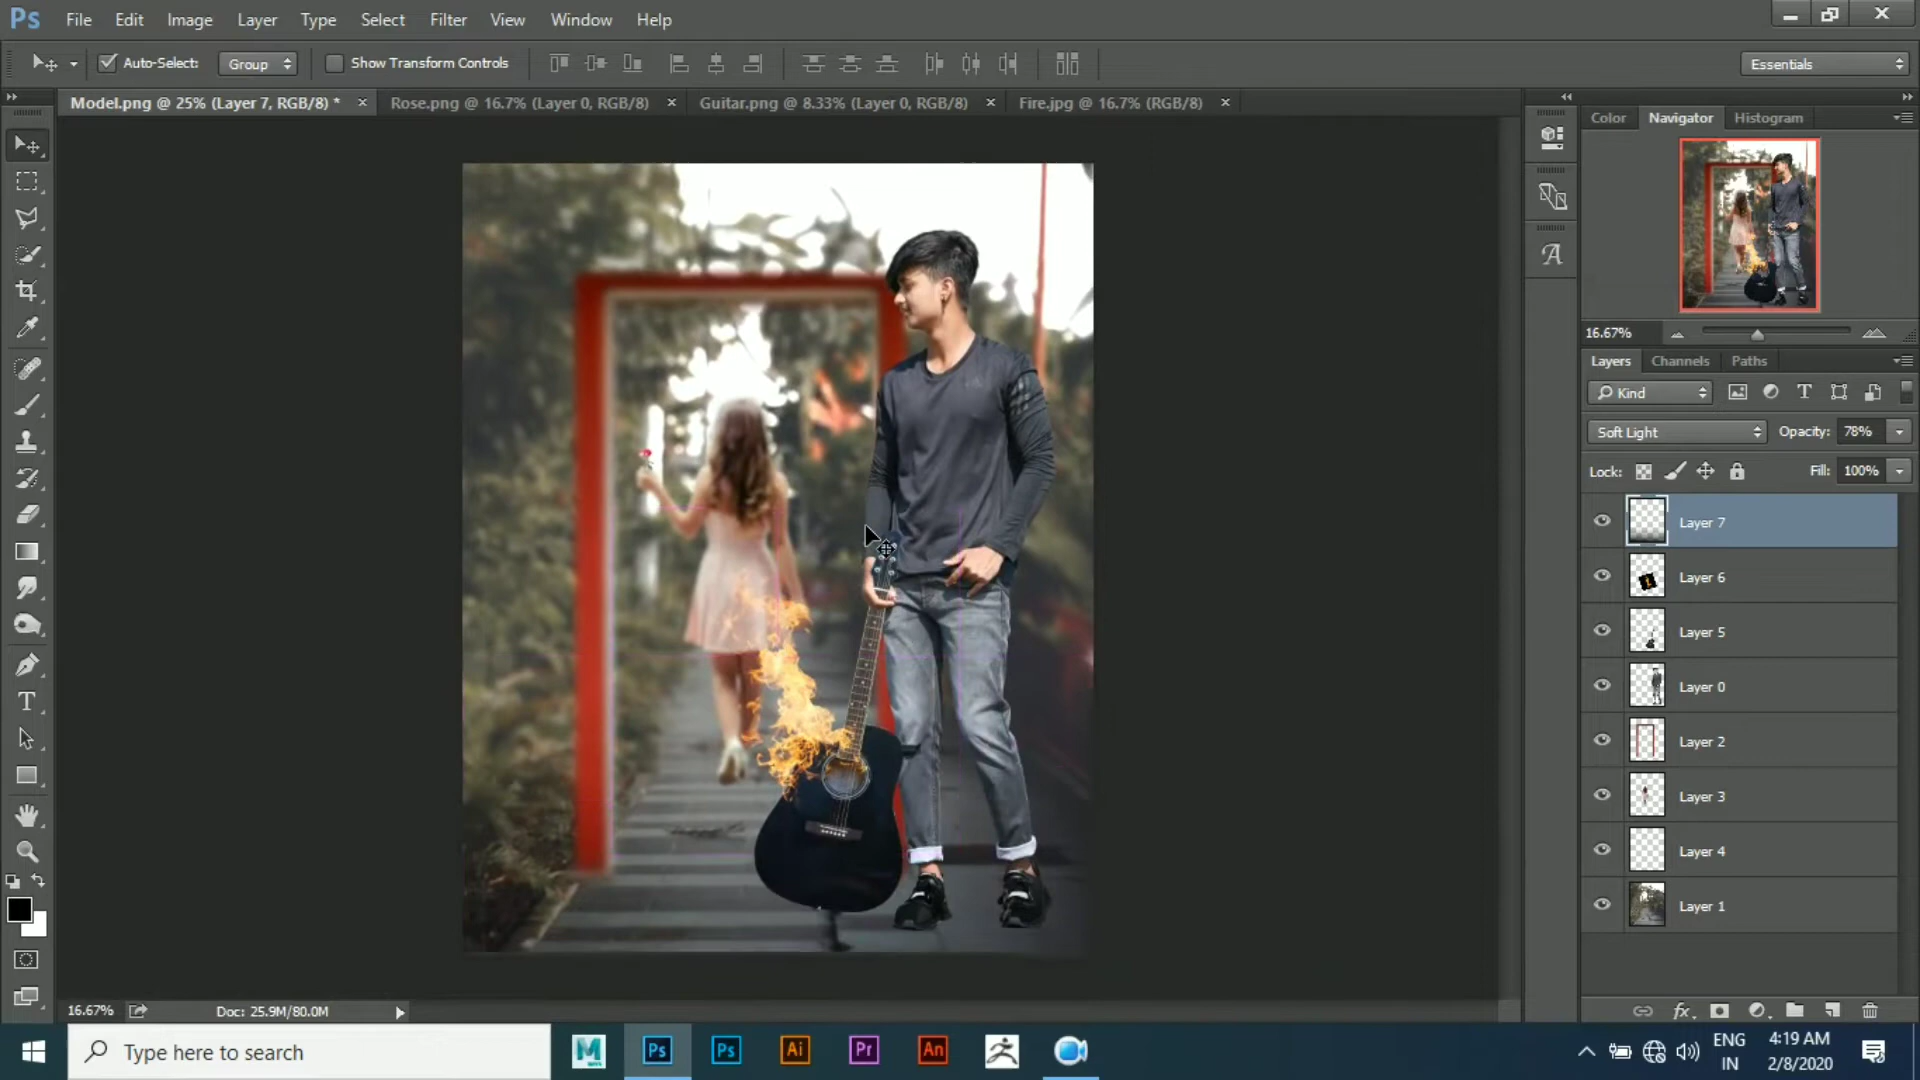 Ps File Edit Image Layer Type Select Filter View Window Help
Auto-Select: Group Show Transform Controls Essentials
Model.png @ 25% (Layer 7, RGB/8) * × Rose.png @ 16.7% (Layer 0, RGB/8) × Guitar.png @ 8.33% (Layer 0, RGB/8) × Fire.jpg @ 16.7% (RGB/8) ×
Color Navigator Histogram
16.67%
Layers Channels Paths
Kind
Soft Light Opacity: 78%
Lock: Fill: 100%
Layer 7
Layer 6
Layer 5
Layer 0
Layer 2
Layer 3
Layer 4
Layer 1
16.67% Doc: 25.9M/80.0M
Type here to search
M Ps Ps Ai Pr An
ENG
IN
4:19 AM
2/8/2020